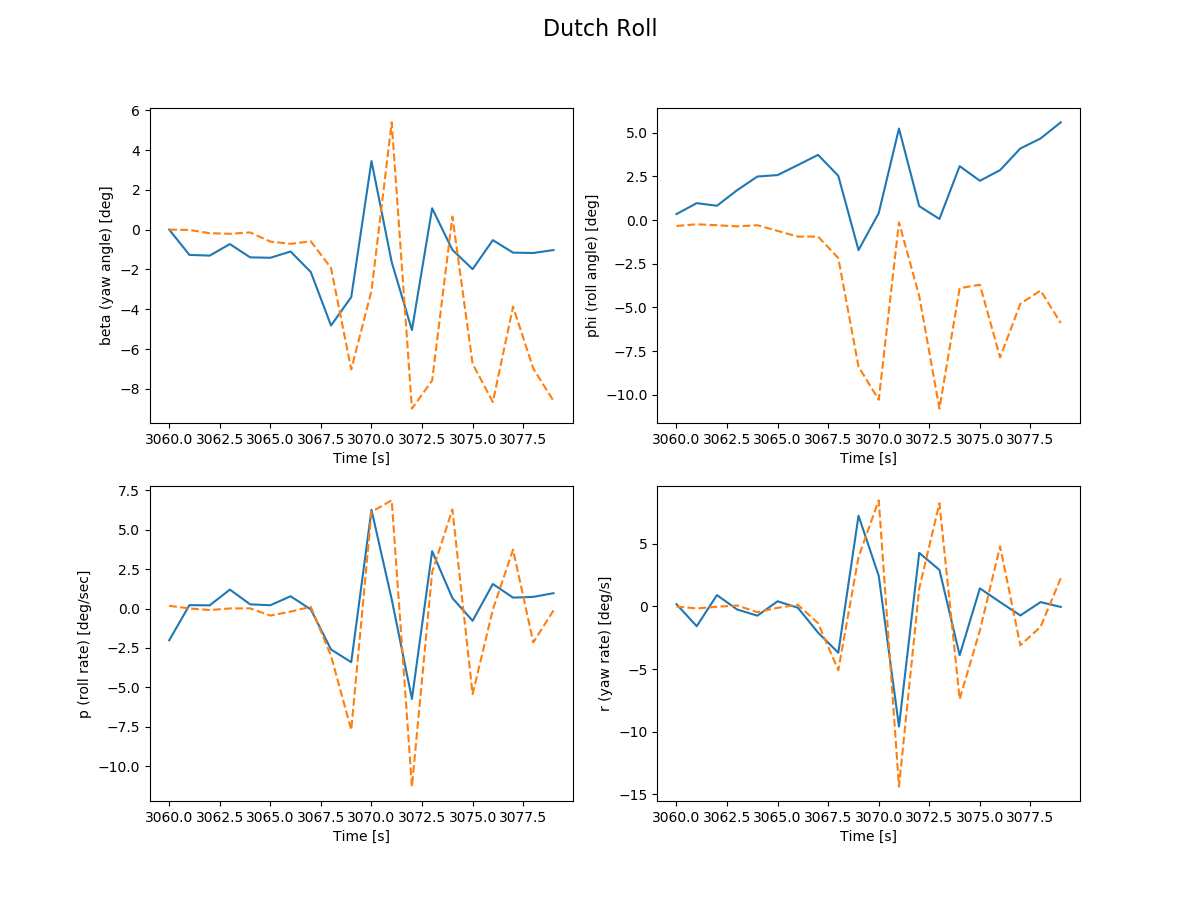 Dutch Roll
beta (yaw angle) [deg]
6
4
2
0
−2
−4
−6
−8
3060.0 3062.5 3065.0 3067.5 3070.0 3072.5 3075.0 3077.5
Time [s]
phi (roll angle) [deg]
5.0
2.5
0.0
−2.5
−5.0
−7.5
−10.0
3060.0 3062.5 3065.0 3067.5 3070.0 3072.5 3075.0 3077.5
Time [s]
p (roll rate) [deg/sec]
7.5
5.0
2.5
0.0
−2.5
−5.0
−7.5
−10.0
3060.0 3062.5 3065.0 3067.5 3070.0 3072.5 3075.0 3077.5
Time [s]
r (yaw rate) [deg/s]
5
0
−5
−10
−15
3060.0 3062.5 3065.0 3067.5 3070.0 3072.5 3075.0 3077.5
Time [s]